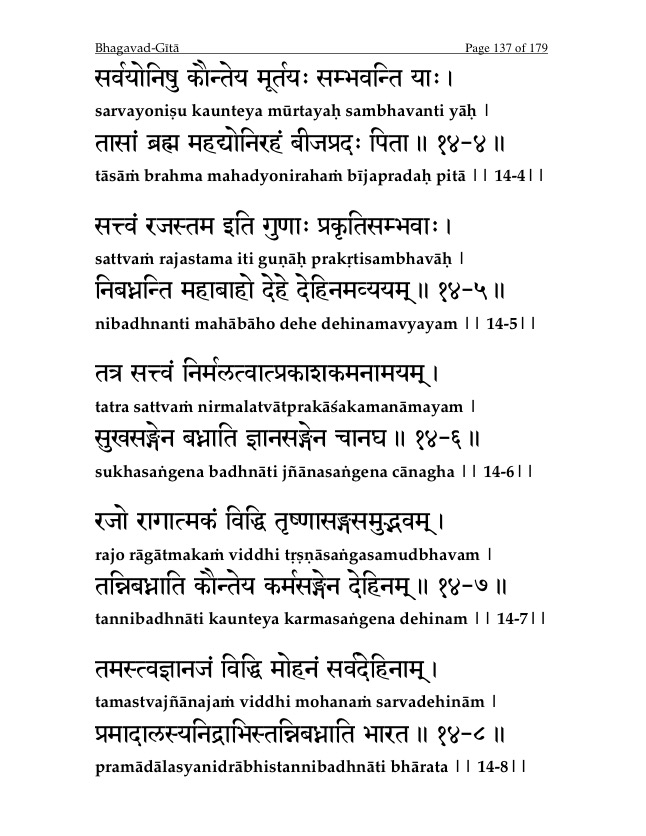 Bhagavad-Gītā Page 137 of 179
सर्वयोनिषु कौन्तेय मूर्तयः सम्भवन्ति याः ।
sarvayoniṣu kaunteya mūrtayaḥ sambhavanti yāḥ |
तासां ब्रह्म महद्योनिरहं बीजप्रदः पिता ॥ १४-४ ॥
tāsāṁ brahma mahadyonirahaṁ bījapradaḥ pitā || 14-4||
सत्त्वं रजस्तम इति गुणाः प्रकृतिसम्भवाः ।
sattvaṁ rajastama iti guṇāḥ prakṛtisambhavāḥ |
निबध्नन्ति महाबाहो देहे देहिनमव्ययम् ॥ १४-५ ॥
nibadhnanti mahābāho dehe dehinamavyayam || 14-5||
तत्र सत्त्वं निर्मलत्वात्प्रकाशकमनामयम् ।
tatra sattvaṁ nirmalatvātprakāśakamanāmayam |
सुखसङ्गेन बध्नाति ज्ञानसङ्गेन चानघ ॥ १४-६ ॥
sukhasaṅgena badhnāti jñānasaṅgena cānagha || 14-6||
रजो रागात्मकं विद्धि तृष्णासङ्गसमुद्भवम् ।
rajo rāgātmakaṁ viddhi tṛṣṇāsaṅgasamudbhavam |
तन्निबध्नाति कौन्तेय कर्मसङ्गेन देहिनम् ॥ १४-७ ॥
tannibadhnāti kaunteya karmasaṅgena dehinam || 14-7||
तमस्त्वज्ञानजं विद्धि मोहनं सर्वदेहिनाम् ।
tamastvajñānajaṁ viddhi mohanaṁ sarvadehinām |
प्रमादालस्यनिद्राभिस्तन्निबध्नाति भारत ॥ १४-८ ॥
pramādālasyanidrābhistannibadhnāti bhārata || 14-8||